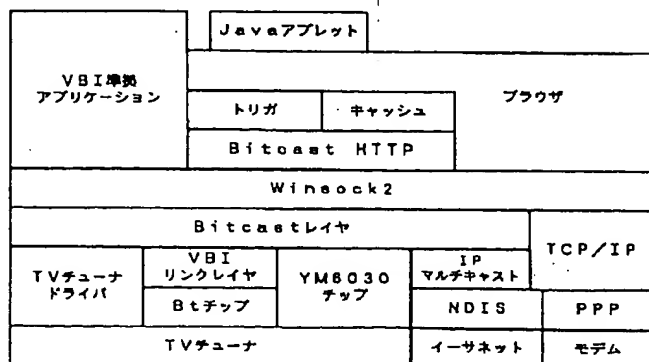 Javaアプレット
VBI準拠
アプリケーション
ブラウザ
トリガ
キャッシュ
Bitcast HTTP
Winsock2
Bitcastレイヤ
TCP/IP
TVチューナ
ドライバ
VBI
リンクレイヤ
YM6030
チップ
IP
マルチキャスト
Btチップ
NDIS
PPP
TVチューナ
イーサネット
モデム